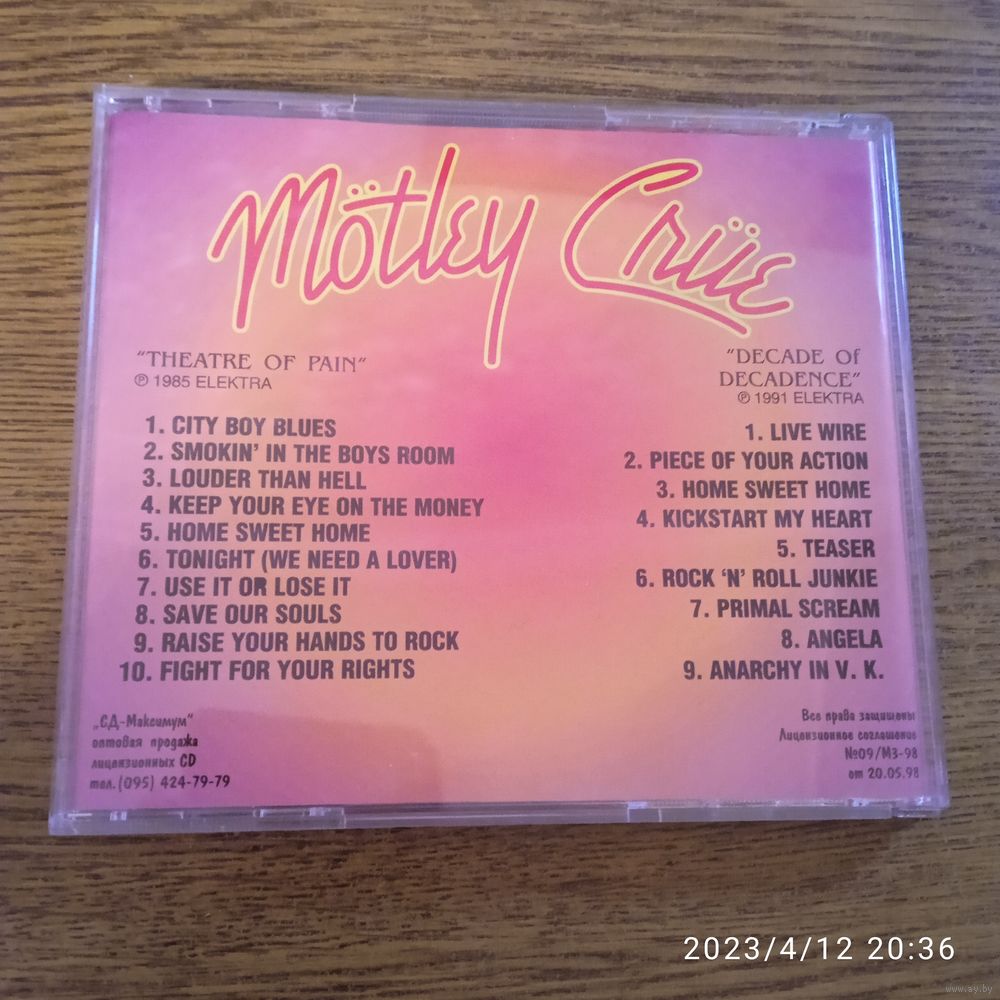 Mötley Crüe
"THEATRE OF PAIN"
℗ 1985 ELEKTRA
1. CITY BOY BLUES
2. SMOKIN' IN THE BOYS ROOM
3. LOUDER THAN HELL
4. KEEP YOUR EYE ON THE MONEY
5. HOME SWEET HOME
6. TONIGHT (WE NEED A LOVER)
7. USE IT OR LOSE IT
8. SAVE OUR SOULS
9. RAISE YOUR HANDS TO ROCK
10. FIGHT FOR YOUR RIGHTS
"DECADE OF
DECADENCE"
℗ 1991 ELEKTRA
1. LIVE WIRE
2. PIECE OF YOUR ACTION
3. HOME SWEET HOME
4. KICKSTART MY HEART
5. TEASER
6. ROCK 'N' ROLL JUNKIE
7. PRIMAL SCREAM
8. ANGELA
9. ANARCHY IN V. K.
„СД-Максимум"
оптовая продажа
лицензионных CD
тел. (095) 424-79-79
Все права защищены
Лицензионное соглашение
№09/МЗ-98
от 20.05.98
2023/4/12 20:36
www.ay.by